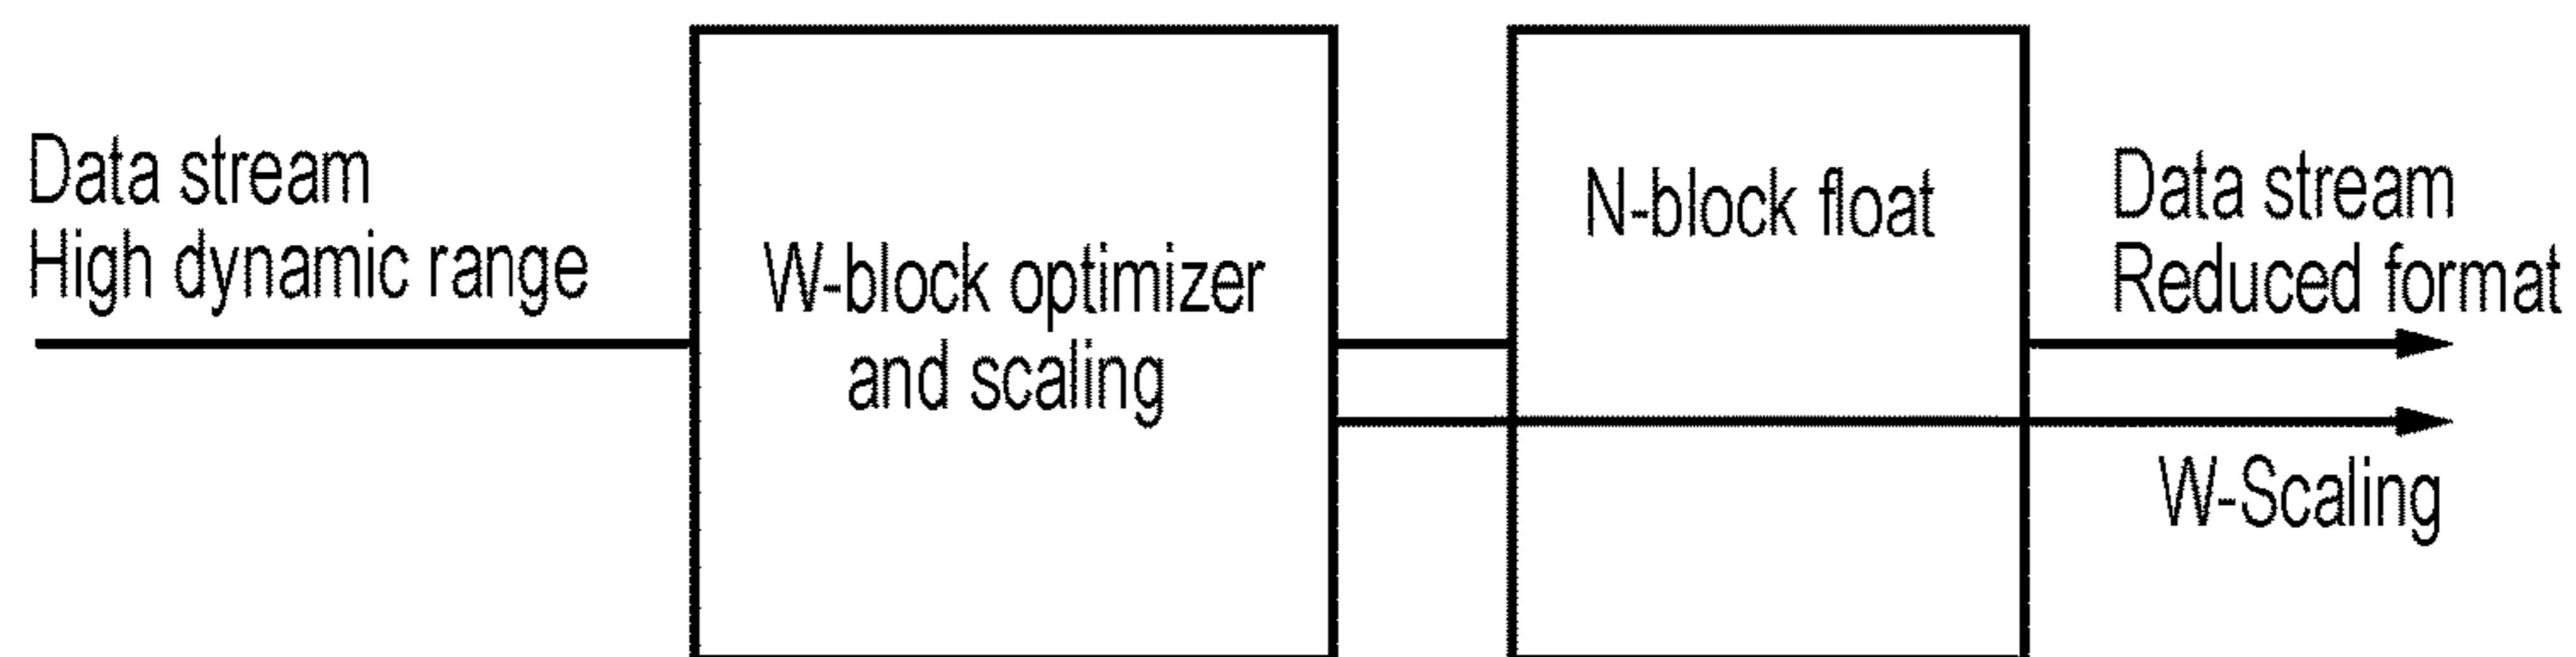 Data stream
High dynamic range
W-block optimizer
and scaling
N-block float
Data stream
Reduced format
W-Scaling